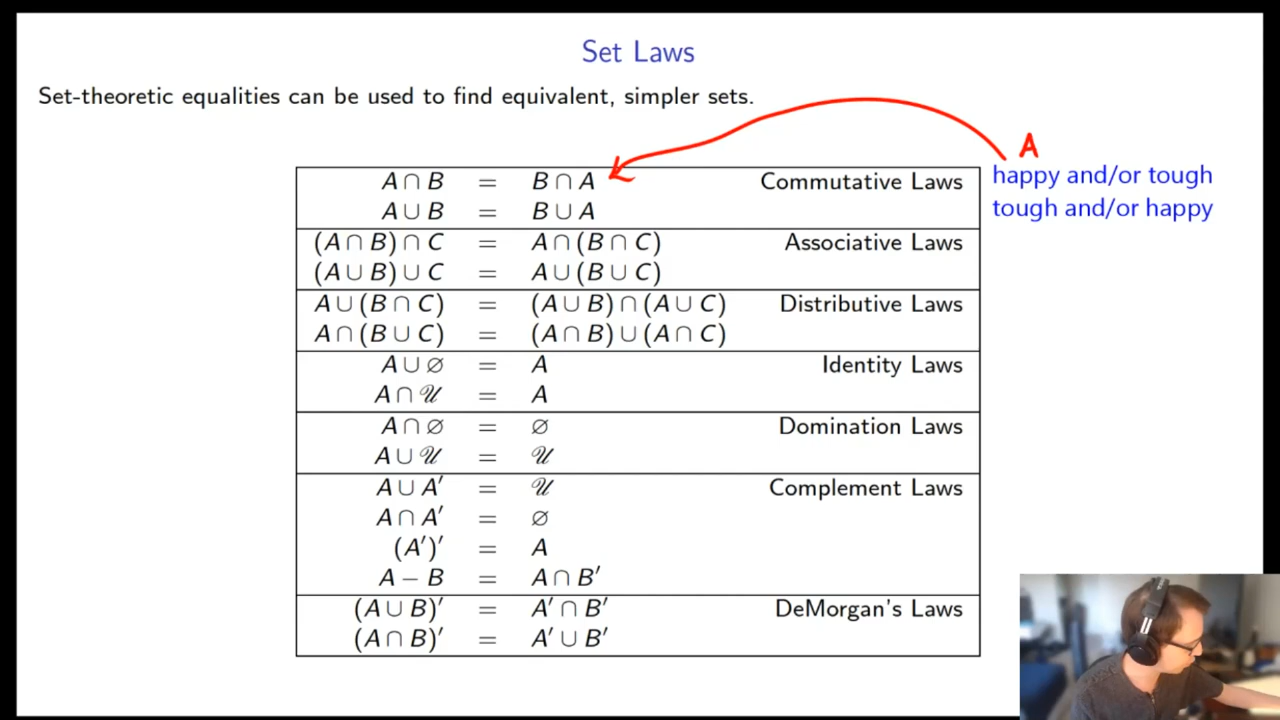 Set Laws
Set-theoretic equalities can be used to find equivalent, simpler sets.
A
A ∩ B = B ∩ A Commutative Laws happy and/or tough
A ∪ B = B ∪ A tough and/or happy
(A ∩ B) ∩ C = A ∩ (B ∩ C) Associative Laws
(A ∪ B) ∪ C = A ∪ (B ∪ C)
A ∪ (B ∩ C) = (A ∪ B) ∩ (A ∪ C) Distributive Laws
A ∩ (B ∪ C) = (A ∩ B) ∪ (A ∩ C)
A ∪ ∅ = A Identity Laws
A ∩ 𝒰 = A
A ∩ ∅ = ∅ Domination Laws
A ∪ 𝒰 = 𝒰
A ∪ A′ = 𝒰 Complement Laws
A ∩ A′ = ∅
(A′)′ = A
A − B = A ∩ B′
(A ∪ B)′ = A′ ∩ B′ DeMorgan's Laws
(A ∩ B)′ = A′ ∪ B′